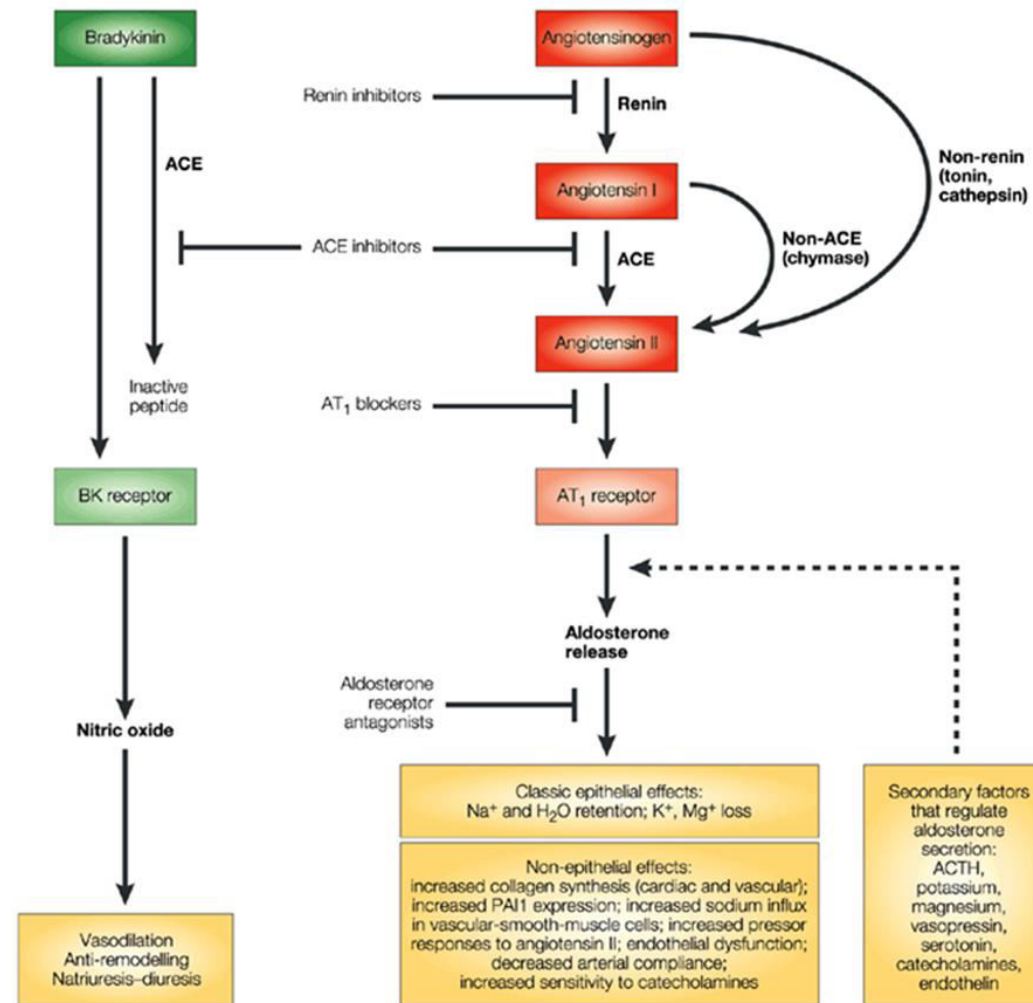 Bradykinin
Angiotensinogen
Renin inhibitors
Renin
Non-renin
(tonin,
cathepsin)
ACE
Angiotensin I
ACE inhibitors
ACE
Non-ACE
(chymase)
Angiotensin II
Inactive
peptide
AT₁ blockers
BK receptor
AT₁ receptor
Aldosterone
release
Aldosterone
receptor
antagonists
Nitric oxide
Classic epithelial effects:
Na⁺ and H₂O retention; K⁺, Mg⁺ loss
Non-epithelial effects:
increased collagen synthesis (cardiac and vascular);
increased PAI1 expression; increased sodium influx
in vascular-smooth-muscle cells; increased pressor
responses to angiotensin II; endothelial dysfunction;
decreased arterial compliance;
increased sensitivity to catecholamines
Secondary factors
that regulate
aldosterone
secretion:
ACTH,
potassium,
magnesium,
vasopressin,
serotonin,
catecholamines,
endothelin
Vasodilation
Anti-remodelling
Natriuresis–diuresis